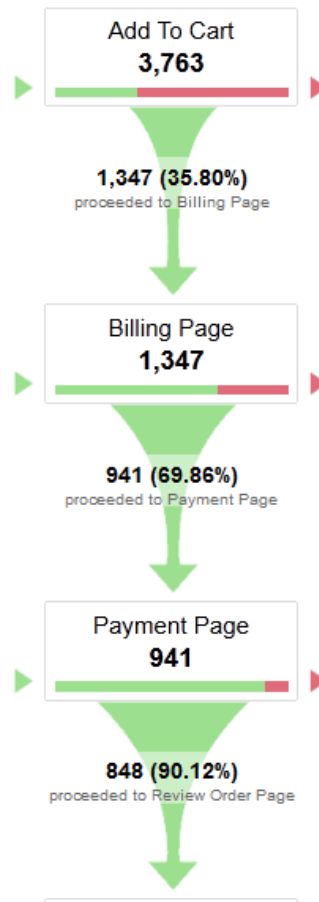 Add To Cart
3,763
1,347 (35.80%)
proceeded to Billing Page
Billing Page
1,347
941 (69.86%)
proceeded to Payment Page
Payment Page
941
848 (90.12%)
proceeded to Review Order Page